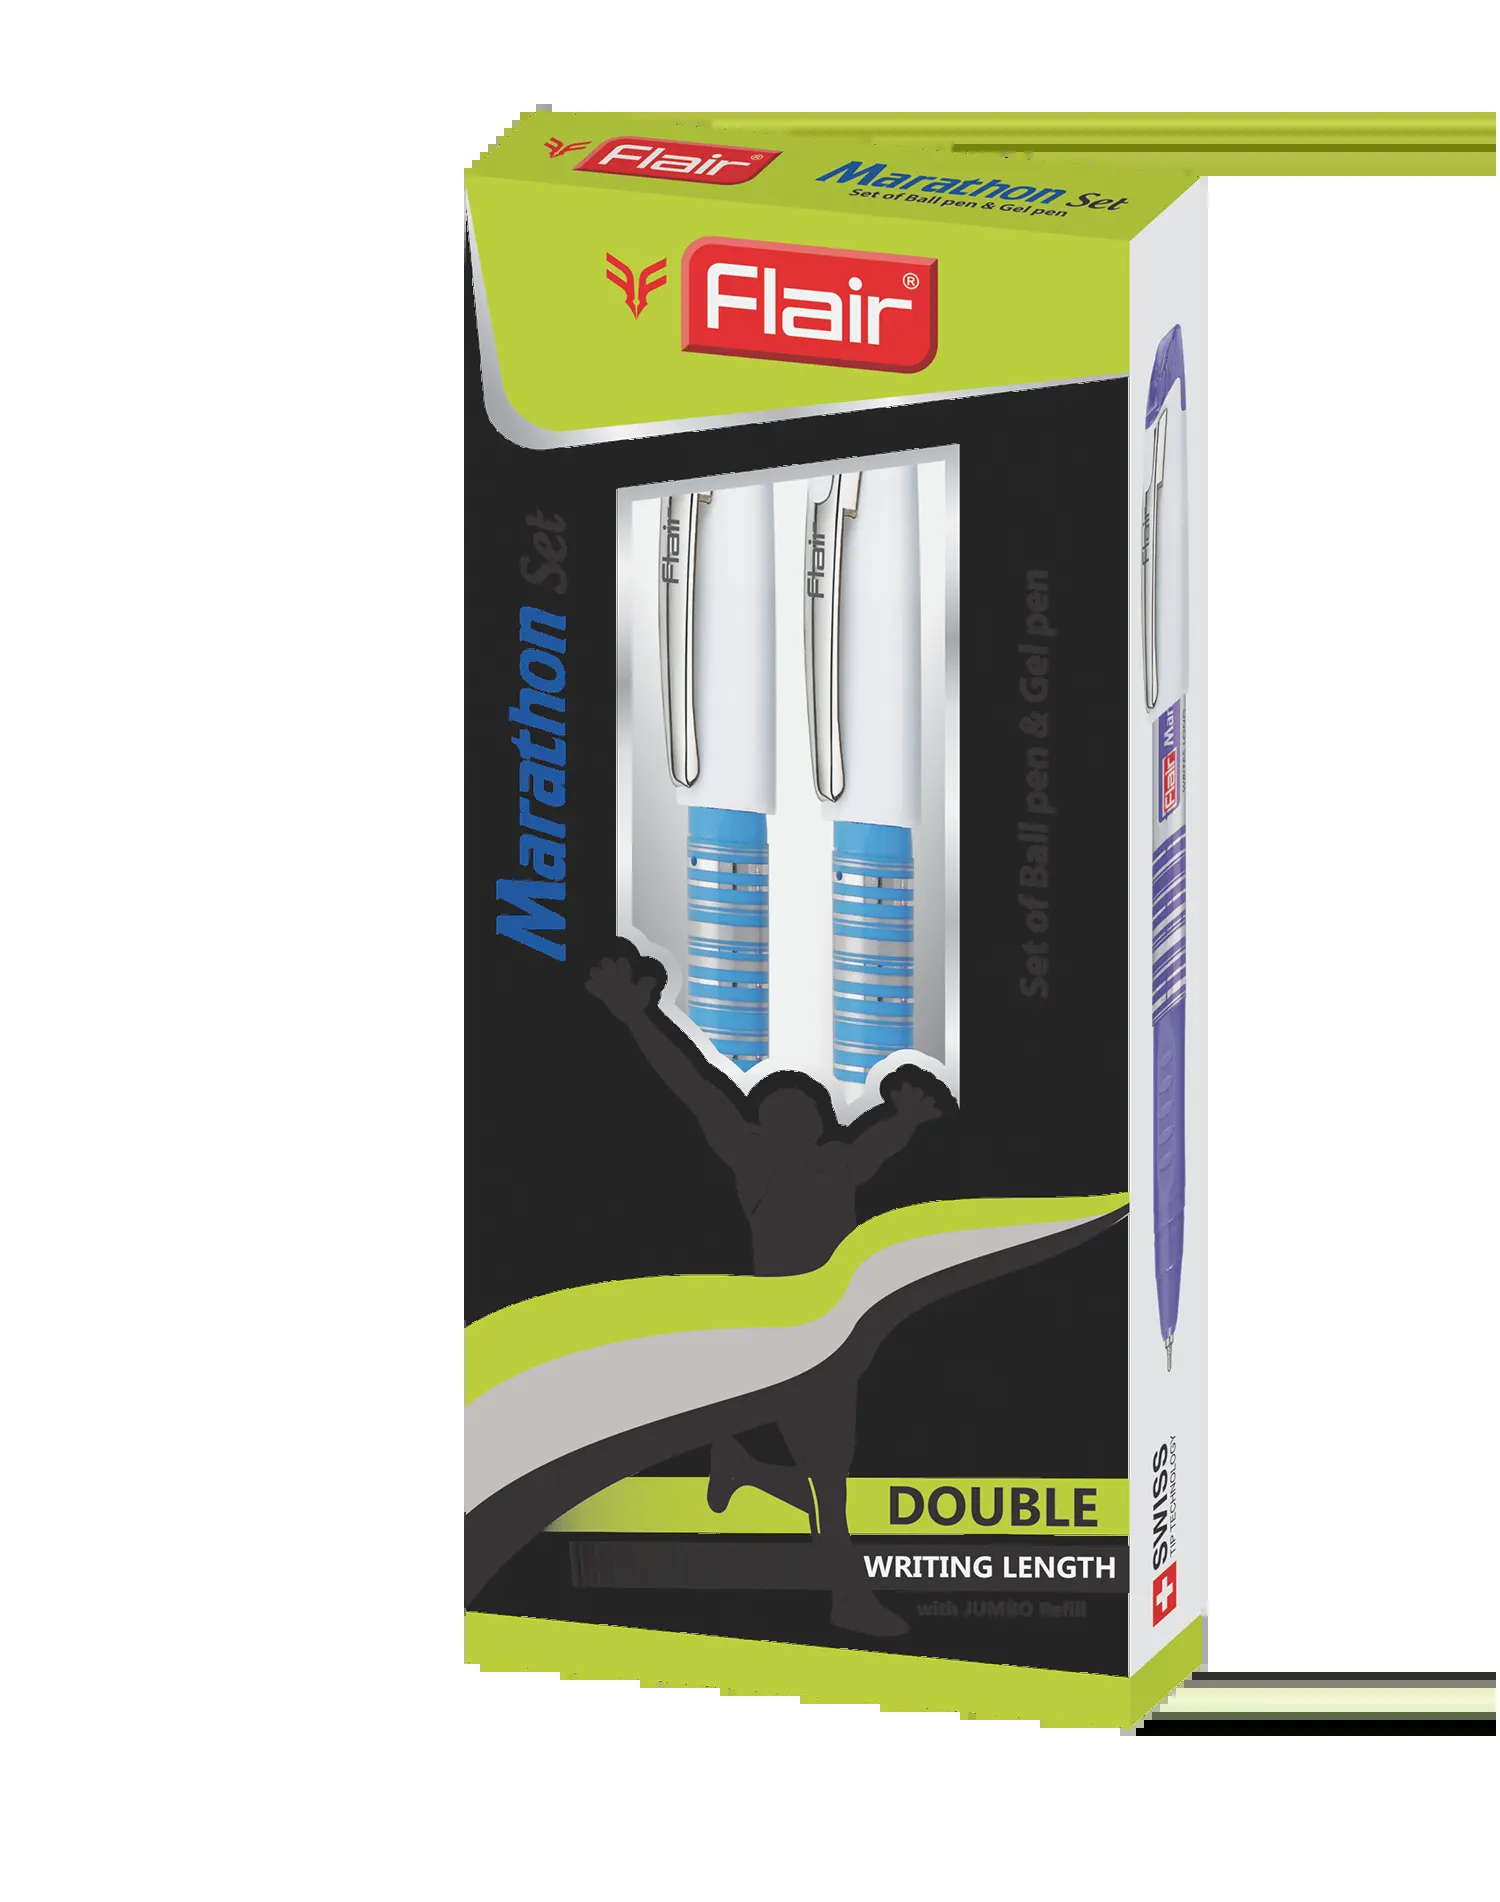 Flair®
Marathon Set
Set of Ball pen & Gel pen
Flair®
Marathon Set
Set of Ball pen & Gel pen
Flair
Flair
Flair
Flair Mar
DOUBLE
WRITING LENGTH
with JUMBO Refill
SWISS
TIP TECHNOLOGY